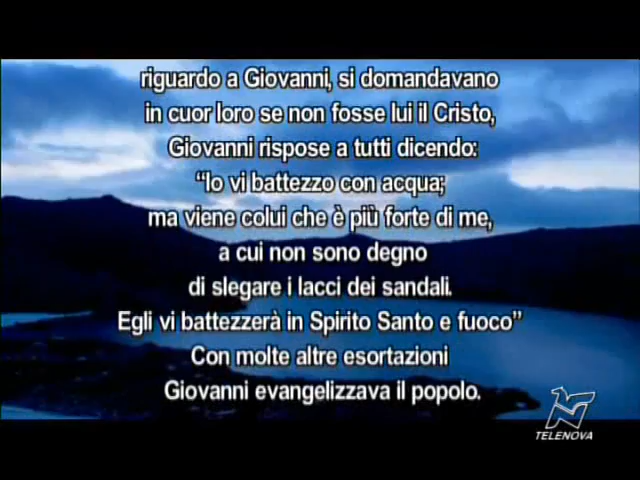 riguardo a Giovanni, si domandavano
in cuor loro se non fosse lui il Cristo,
Giovanni rispose a tutti dicendo:
“Io vi battezzo con acqua;
ma viene colui che è più forte di me,
a cui non sono degno
di slegare i lacci dei sandali.
Egli vi battezzerà in Spirito Santo e fuoco”
Con molte altre esortazioni
Giovanni evangelizzava il popolo.
TELENOVA